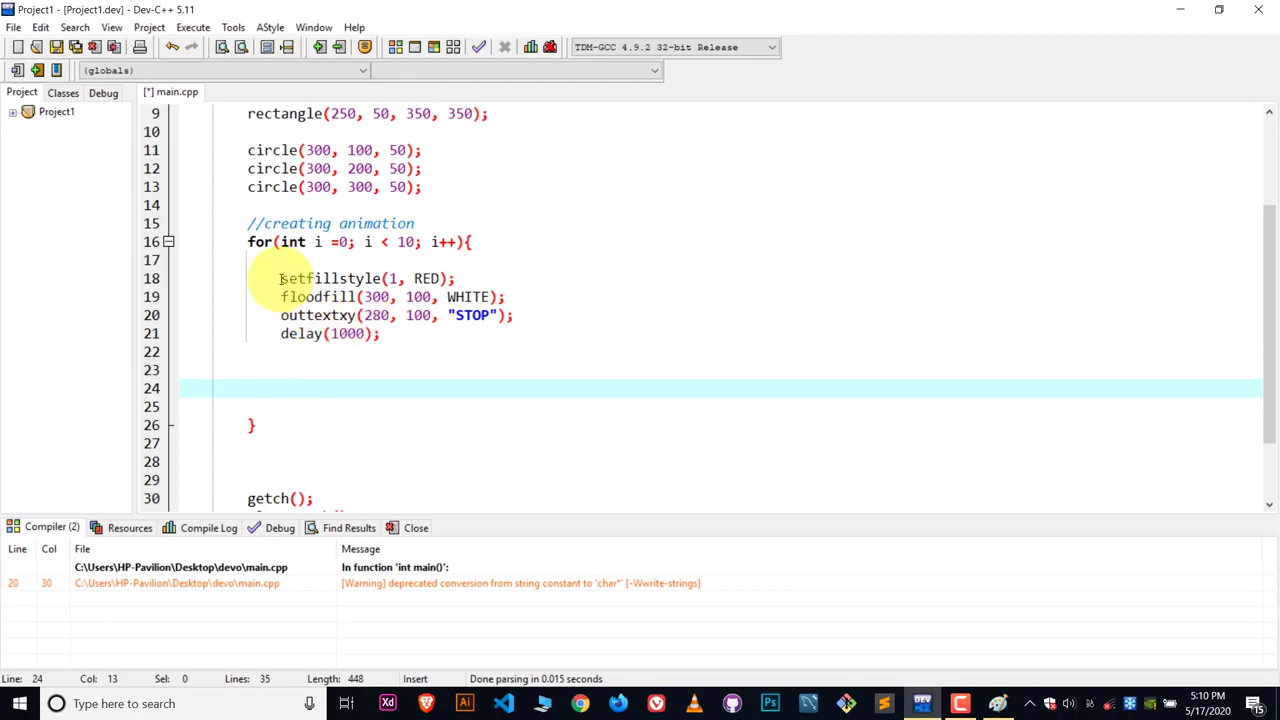 Project1 - [Project1.dev] - Dev-C++ 5.11
File Edit Search View Project Execute Tools AStyle Window Help
TDM-GCC 4.9.2 32-bit Release
(globals)
Project Classes Debug [*] main.cpp
Project1
9 rectangle(250, 50, 350, 350);
10
11 circle(300, 100, 50);
12 circle(300, 200, 50);
13 circle(300, 300, 50);
14
15 //creating animation
16 for(int i =0; i < 10; i++){
17
18 setfillstyle(1, RED);
19 floodfill(300, 100, WHITE);
20 outtextxy(280, 100, "STOP");
21 delay(1000);
22
23
24
25
26 }
27
28
29
30 getch();
Compiler (2) Resources Compile Log Debug Find Results Close
Line Col File Message
C:\Users\HP-Pavilion\Desktop\devo\main.cpp In function 'int main()':
20 30 C:\Users\HP-Pavilion\Desktop\devo\main.cpp [Warning] deprecated conversion from string constant to 'char*' [-Wwrite-strings]
Line: 24 Col: 13 Sel: 0 Lines: 35 Length: 448 Insert Done parsing in 0.015 seconds
Type here to search Xd Ai Ps DEV 5:10 PM
5/17/2020 15